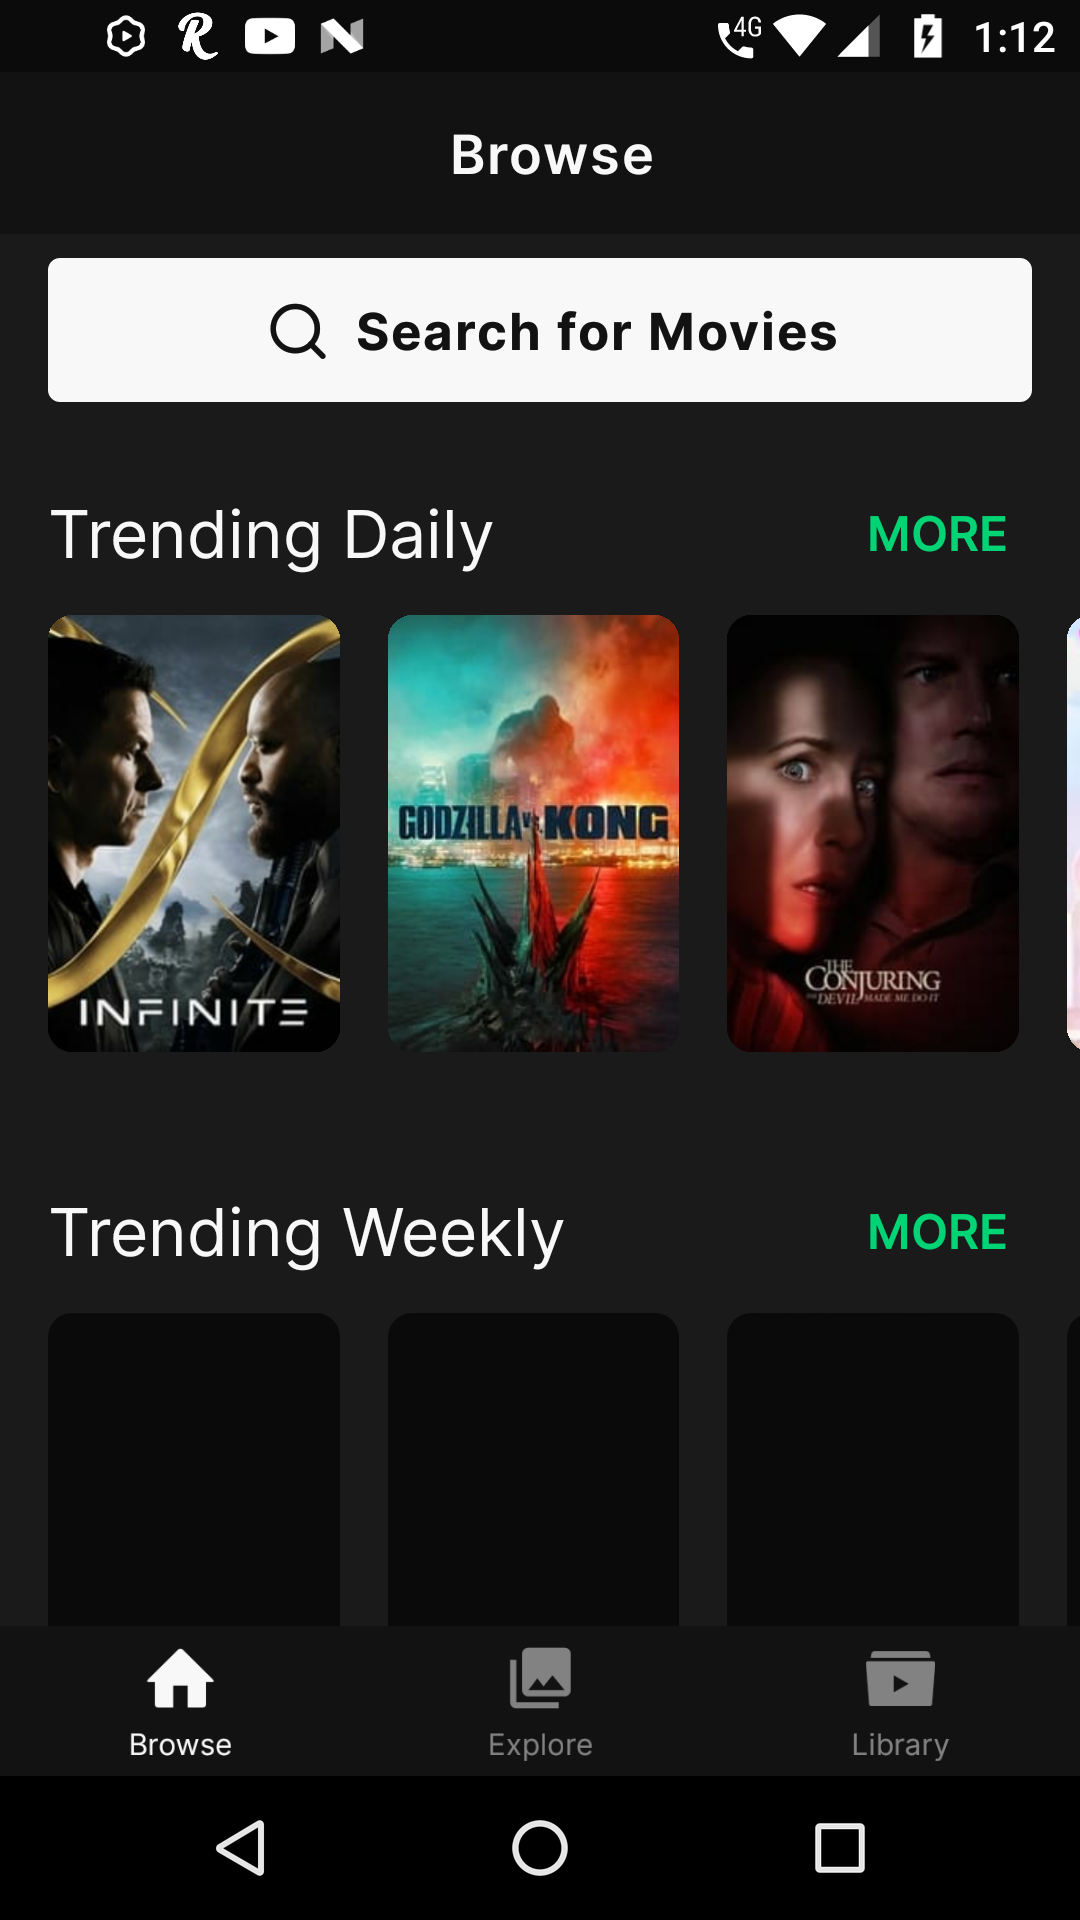 4G 1:12
Browse
Search for Movies
Trending Daily MORE
INFINITE
GODZILLA vs KONG
THE
CONJURING
THE DEVIL MADE ME DO IT
Trending Weekly MORE
Browse Explore Library